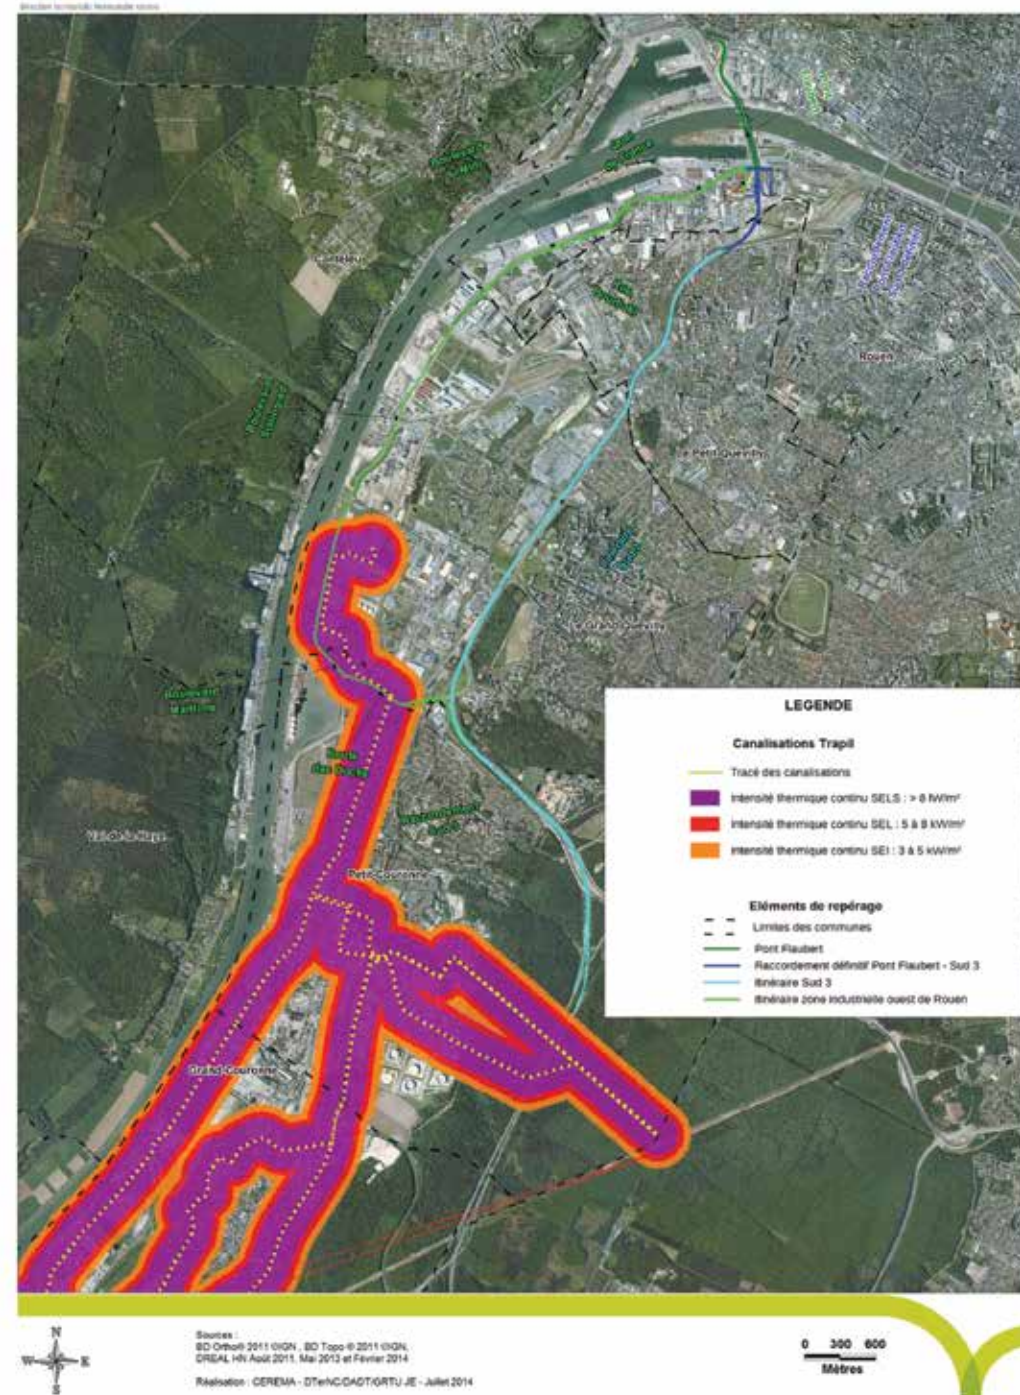 Canteleu
Rouen
Le Petit-Quevilly
Le Grand-Quevilly
Boulevard
Maritime
Val-de-la-Haye
Petit-Couronne
Grand-Couronne
LEGENDE
Canalisations Trapil
Tracé des canalisations
Intensité thermique continu SELS : > 8 kW/m²
Intensité thermique continu SEL : 5 à 8 kW/m²
Intensité thermique continu SEI : 3 à 5 kW/m²
Eléments de repérage
Limites des communes
Pont Flaubert
Raccordement définitif Pont Flaubert - Sud 3
Itinéraire Sud 3
Itinéraire zone industrielle ouest de Rouen
N
W E
S
Sources :
BD Ortho® 2011 ©IGN , BD Topo ® 2011 ©IGN,
DREAL HN Août 2011, Mai 2013 et Février 2014
Réalisation : CEREMA - DTerNC/DADT/GRTU JE - Juillet 2014
0 300 600
Mètres